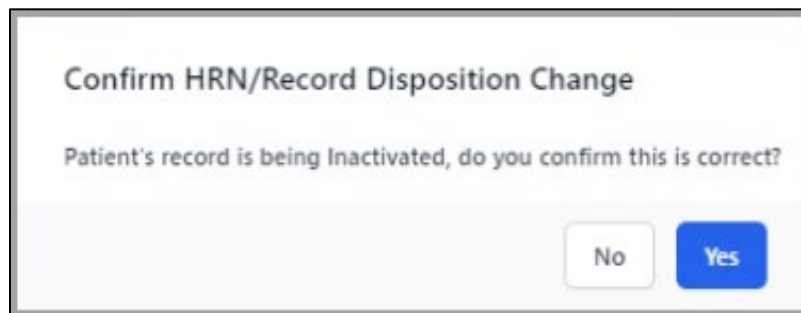 Confirm HRN/Record Disposition Change
Patient's record is being Inactivated, do you confirm this is correct?
No
Yes